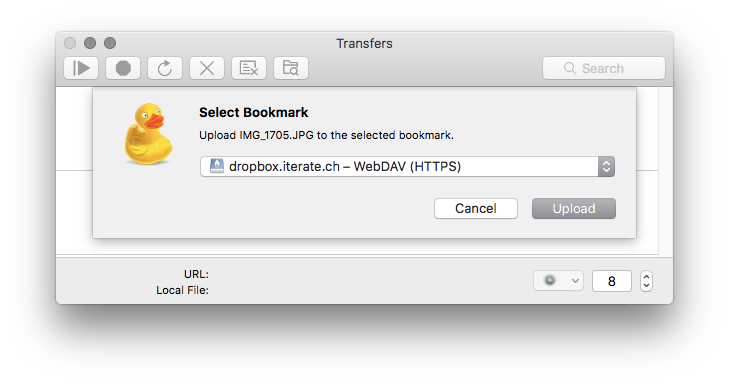 Transfers
Search
Select Bookmark
Upload IMG_1705.JPG to the selected bookmark.
dropbox.iterate.ch – WebDAV (HTTPS)
Cancel
Upload
URL:
Local File:
8